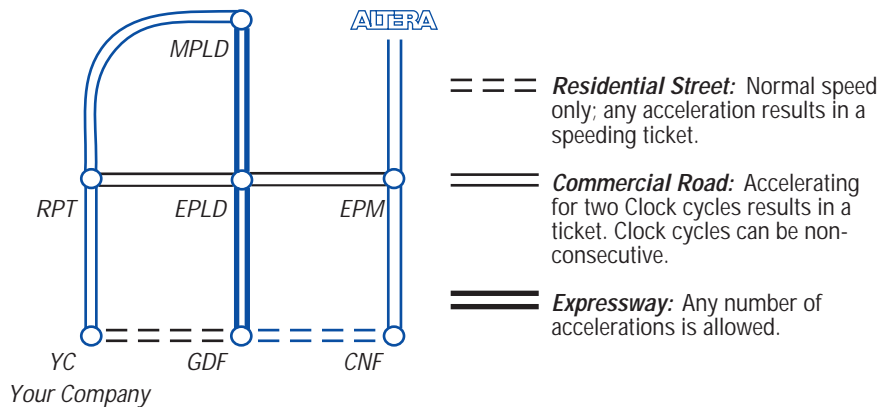 ALTERA
MPLD
RPT
EPLD
EPM
YC
GDF
CNF
Your Company
Residential Street: Normal speed
only; any acceleration results in a
speeding ticket.
Commercial Road: Accelerating
for two Clock cycles results in a
ticket. Clock cycles can be non-
consecutive.
Expressway: Any number of
accelerations is allowed.